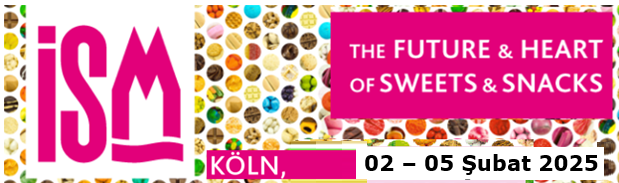 ism
THE FUTURE & HEART
OF SWEETS & SNACKS
KÖLN, 02 – 05 Şubat 2025